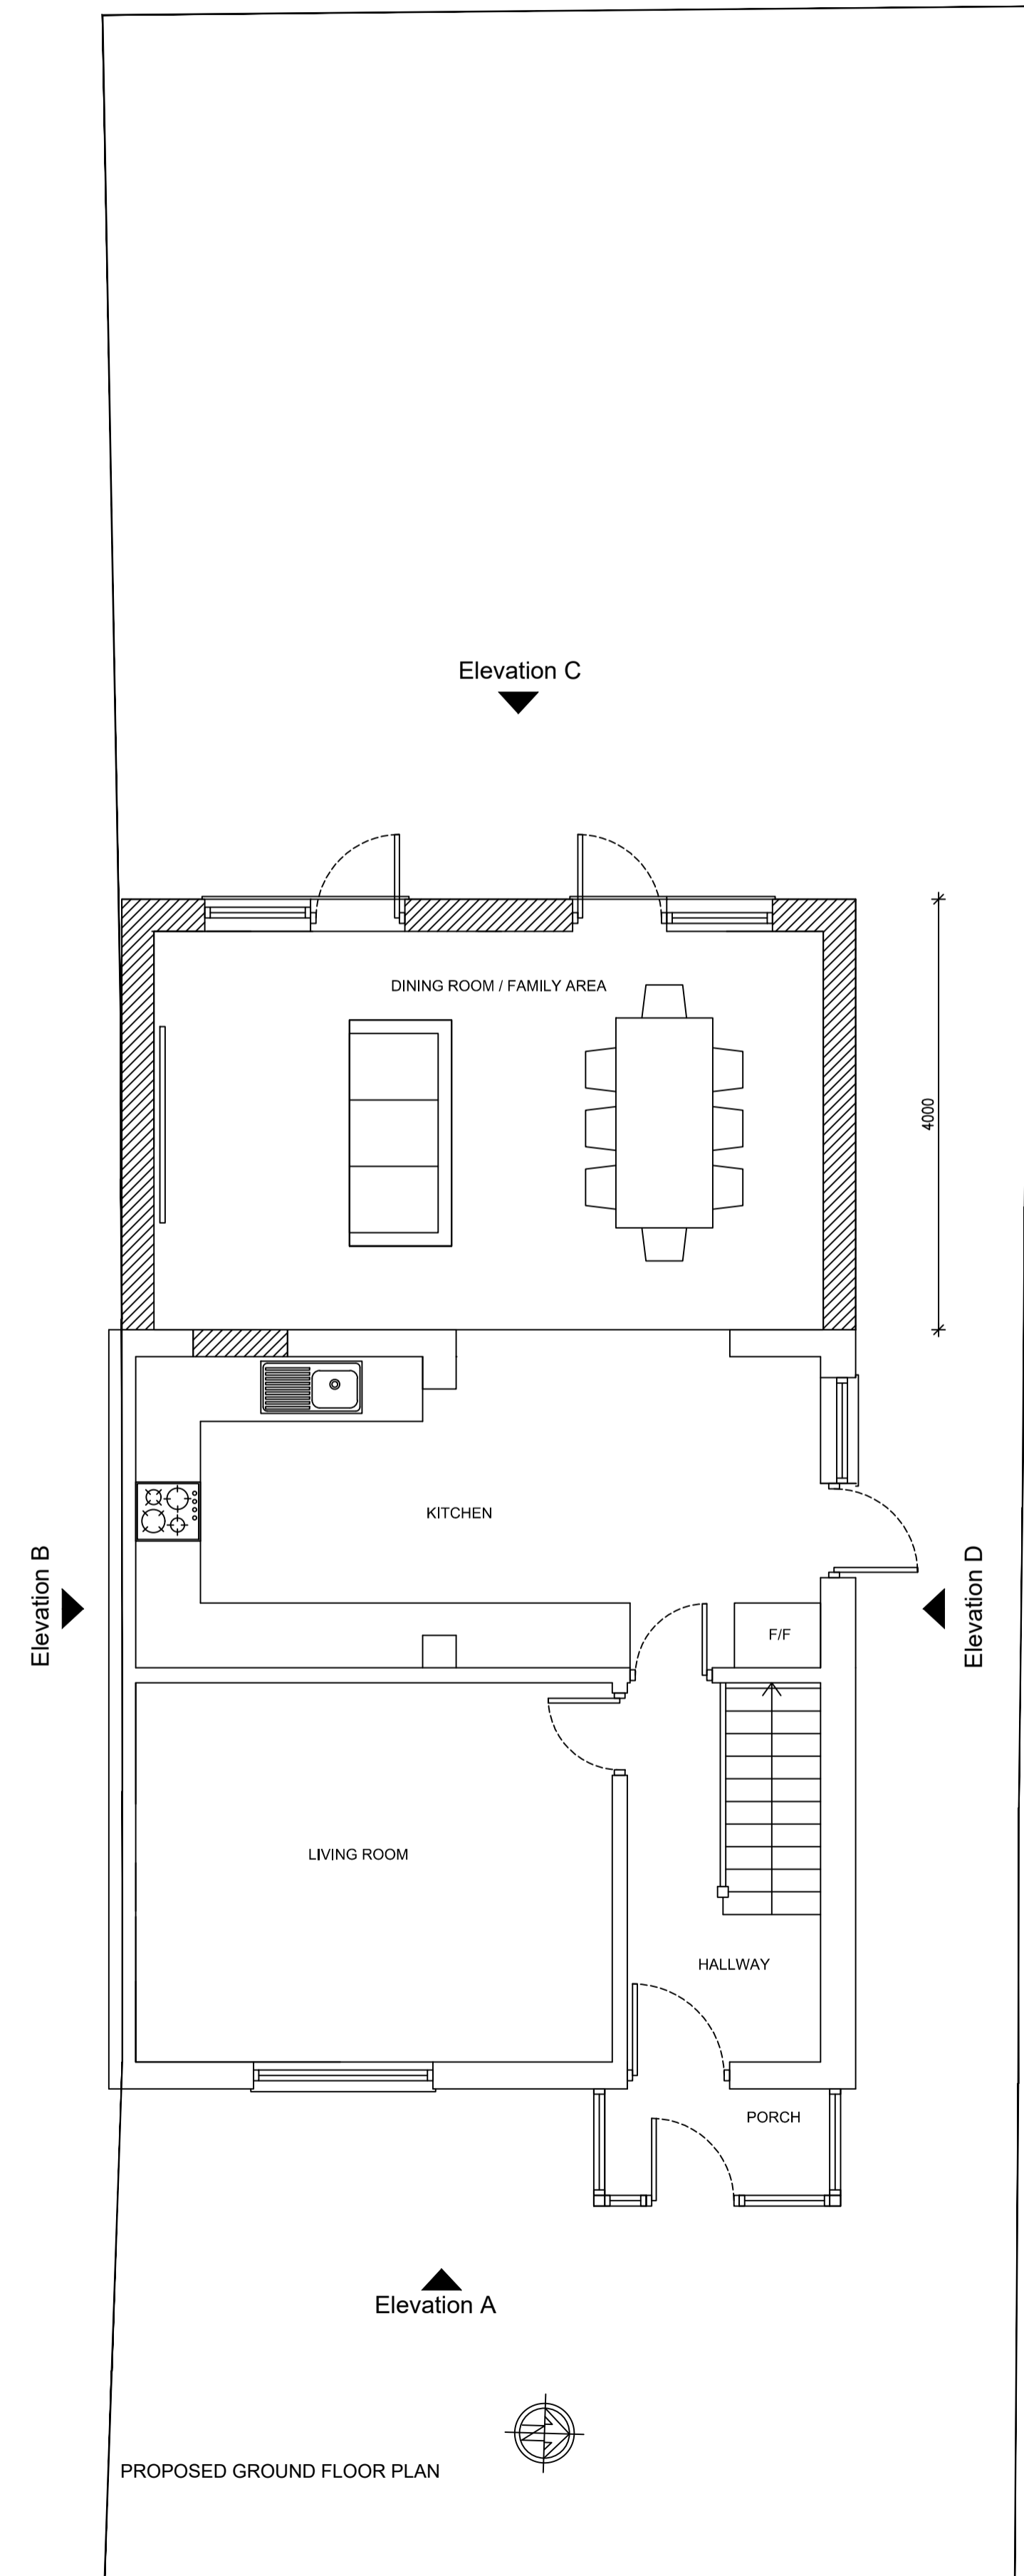 Elevation C
DINING ROOM / FAMILY AREA
4000
KITCHEN
Elevation B
Elevation D
F/F
LIVING ROOM
HALLWAY
PORCH
Elevation A
N
PROPOSED GROUND FLOOR PLAN